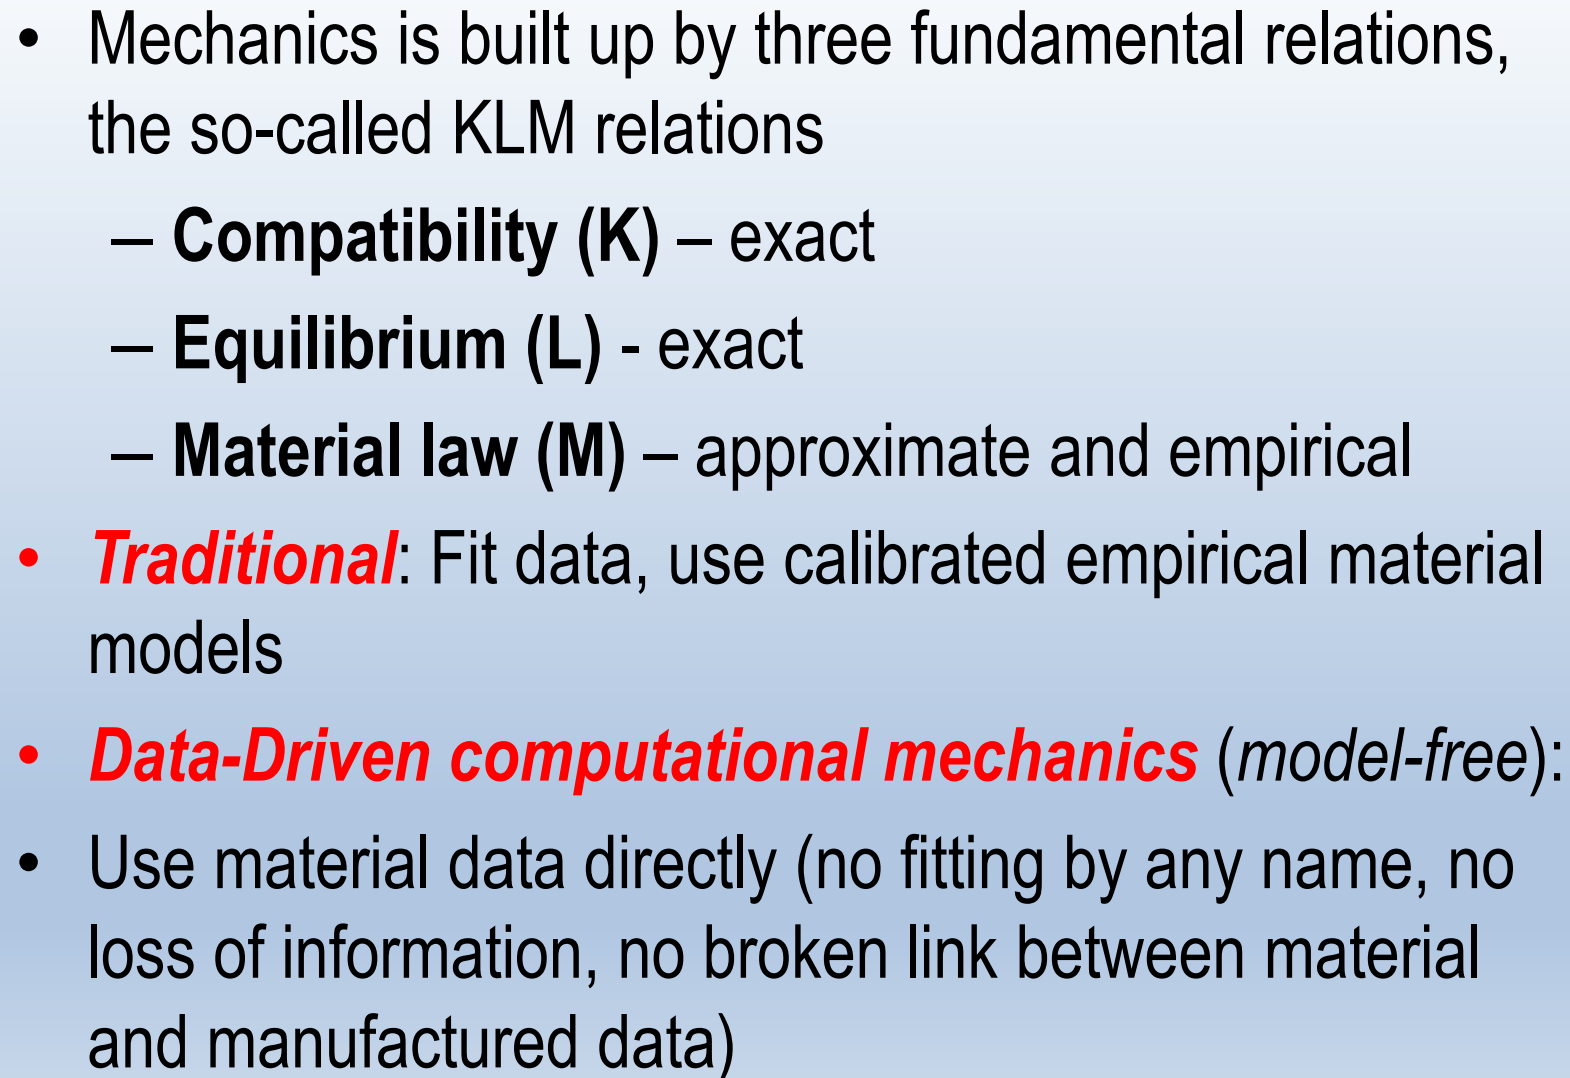 • Mechanics is built up by three fundamental relations,
the so-called KLM relations
– Compatibility (K) – exact
– Equilibrium (L) - exact
– Material law (M) – approximate and empirical
• Traditional: Fit data, use calibrated empirical material
models
• Data-Driven computational mechanics (model-free):
• Use material data directly (no fitting by any name, no
loss of information, no broken link between material
and manufactured data)